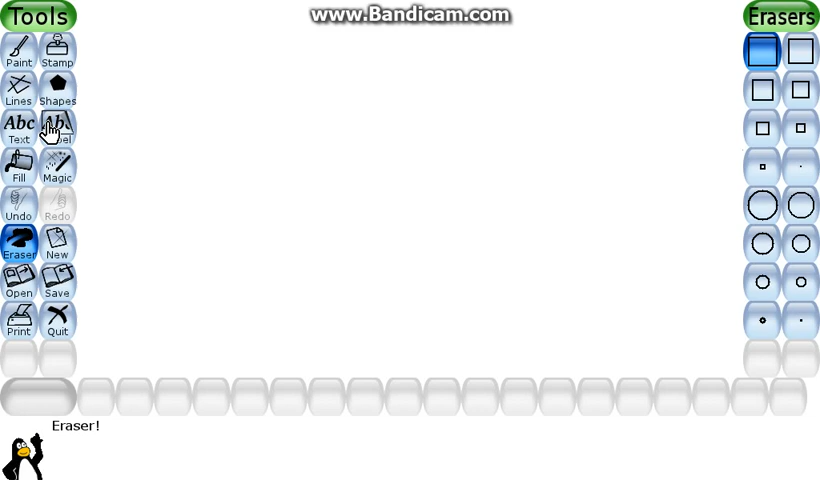 www.Bandicam.com
Tools
Erasers
Paint
Stamp
Lines
Shapes
Abc
Text
Fill
Magic
Undo
Redo
Eraser
New
Open
Save
Print
Quit
Eraser!